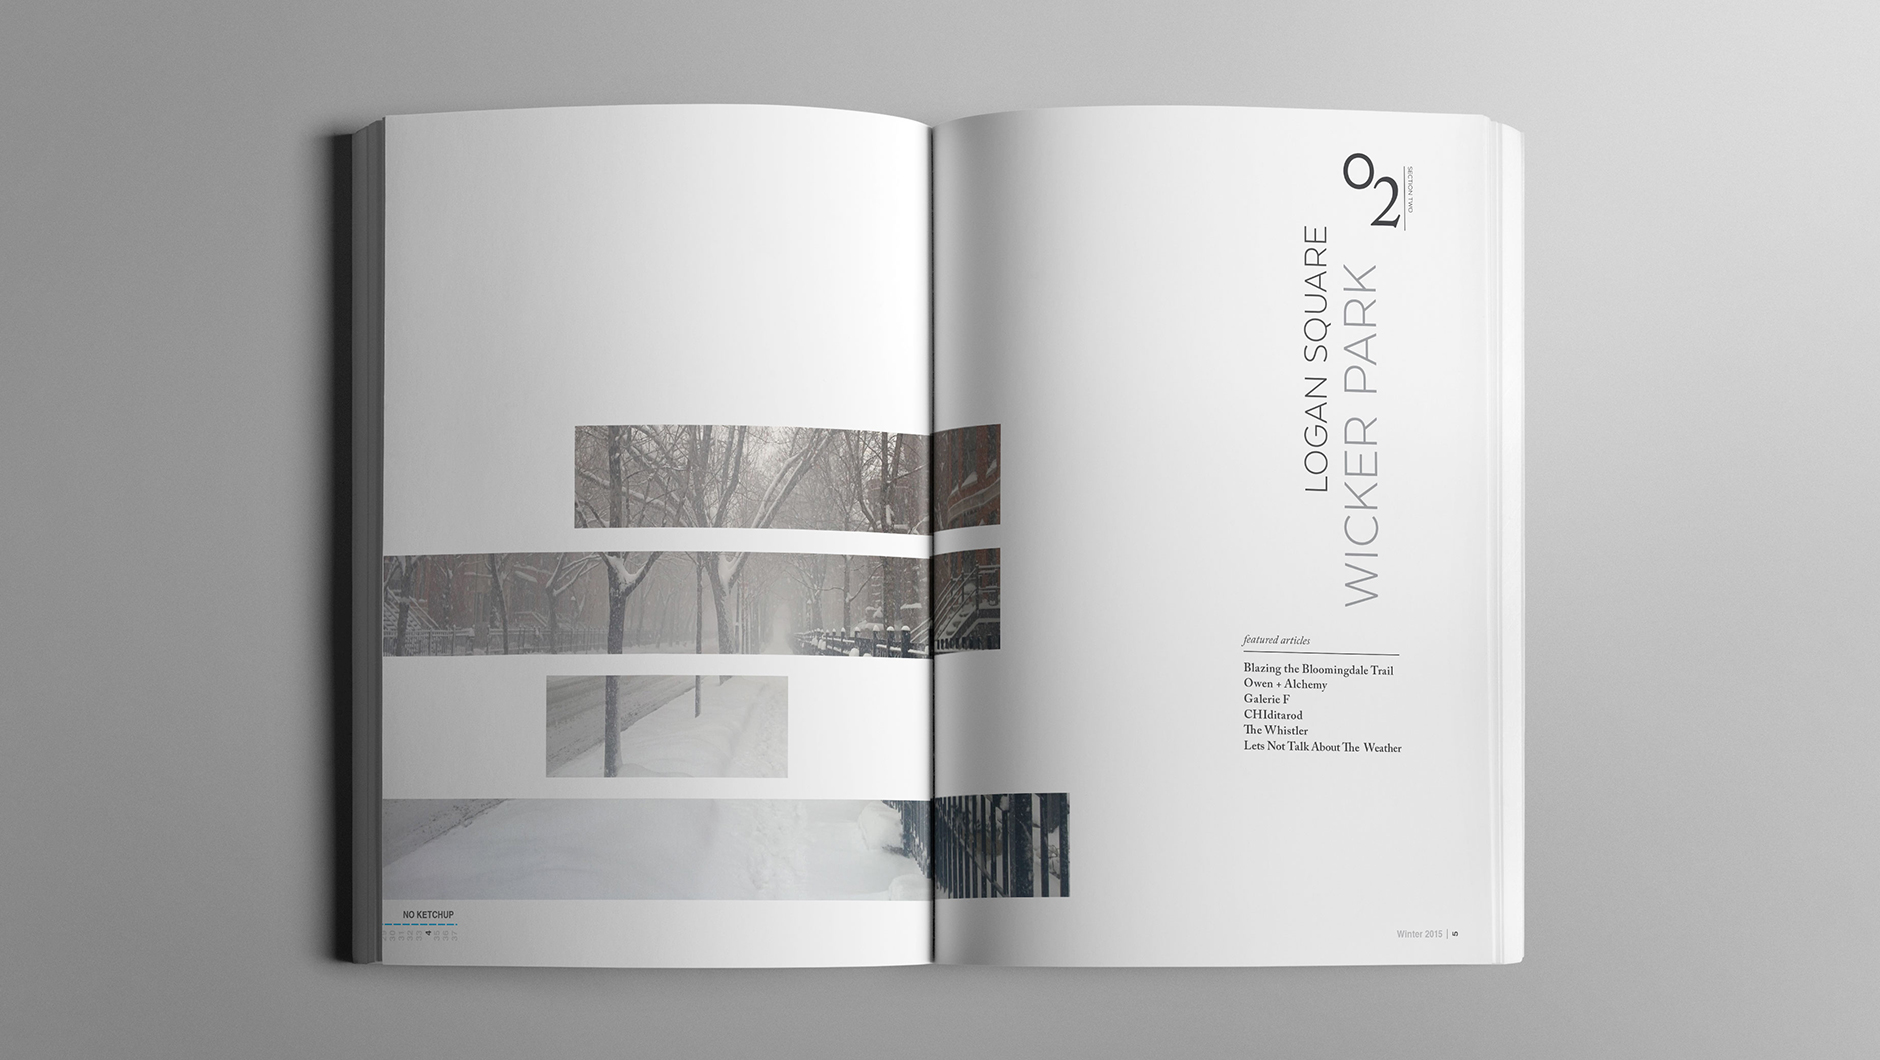 NO KETCHUP
4
02
SECTION TWO
LOGAN SQUARE
WICKER PARK
featured articles
Blazing the Bloomingdale Trail
Owen + Alchemy
Galerie F
CHIditarod
The Whistler
Lets Not Talk About The Weather
Winter 2015 | 5